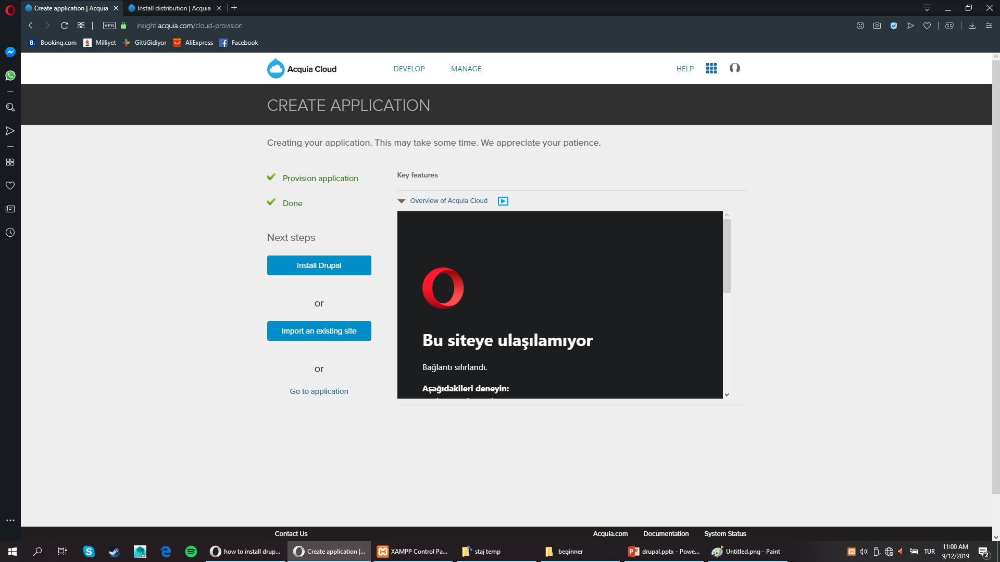 Create application | Acquia
Install distribution | Acquia
VPN
insight.acquia.com/cloud-provision
B. Booking.com
Milliyet
GittiGidiyor
AliExpress
Facebook
Acquia Cloud
DEVELOP
MANAGE
HELP
CREATE APPLICATION
Creating your application. This may take some time. We appreciate your patience.
Provision application
Done
Next steps
Install Drupal
or
Import an existing site
or
Go to application
Key features
Overview of Acquia Cloud
Bu siteye ulaşılamıyor
Bağlantı sıfırlandı.
Aşağıdakileri deneyin:
Contact Us
Acquia.com
Documentation
System Status
how to install drup...
Create application |...
XAMPP Control Pa...
staj temp
beginner
drupal.pptx - Powe...
Untitled.png - Paint
TUR
11:00 AM
9/12/2019
2